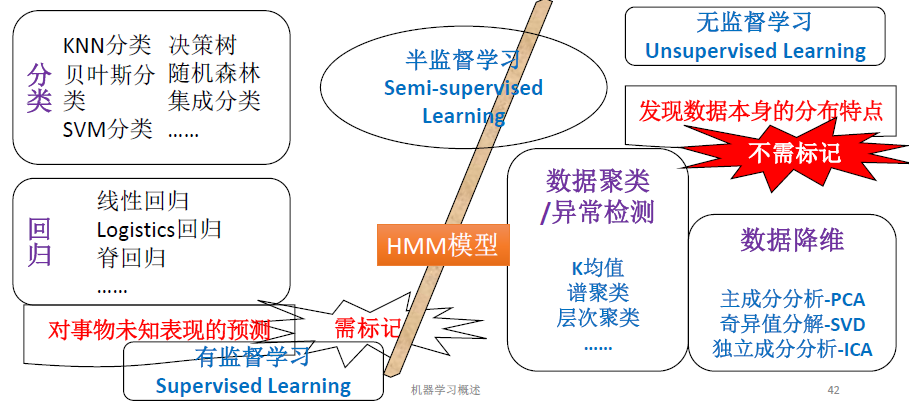 分类
KNN分类 决策树
贝叶斯分 随机森林
类 集成分类
SVM分类 ……
半监督学习
Semi-supervised
Learning
无监督学习
Unsupervised Learning
发现数据本身的分布特点
不需标记
回归
线性回归
Logistics回归
脊回归
……
HMM模型
数据聚类
/异常检测
K均值
谱聚类
层次聚类
……
数据降维
主成分分析-PCA
奇异值分解-SVD
独立成分分析-ICA
对事物未知表现的预测
需标记
有监督学习
Supervised Learning
机器学习概述
42